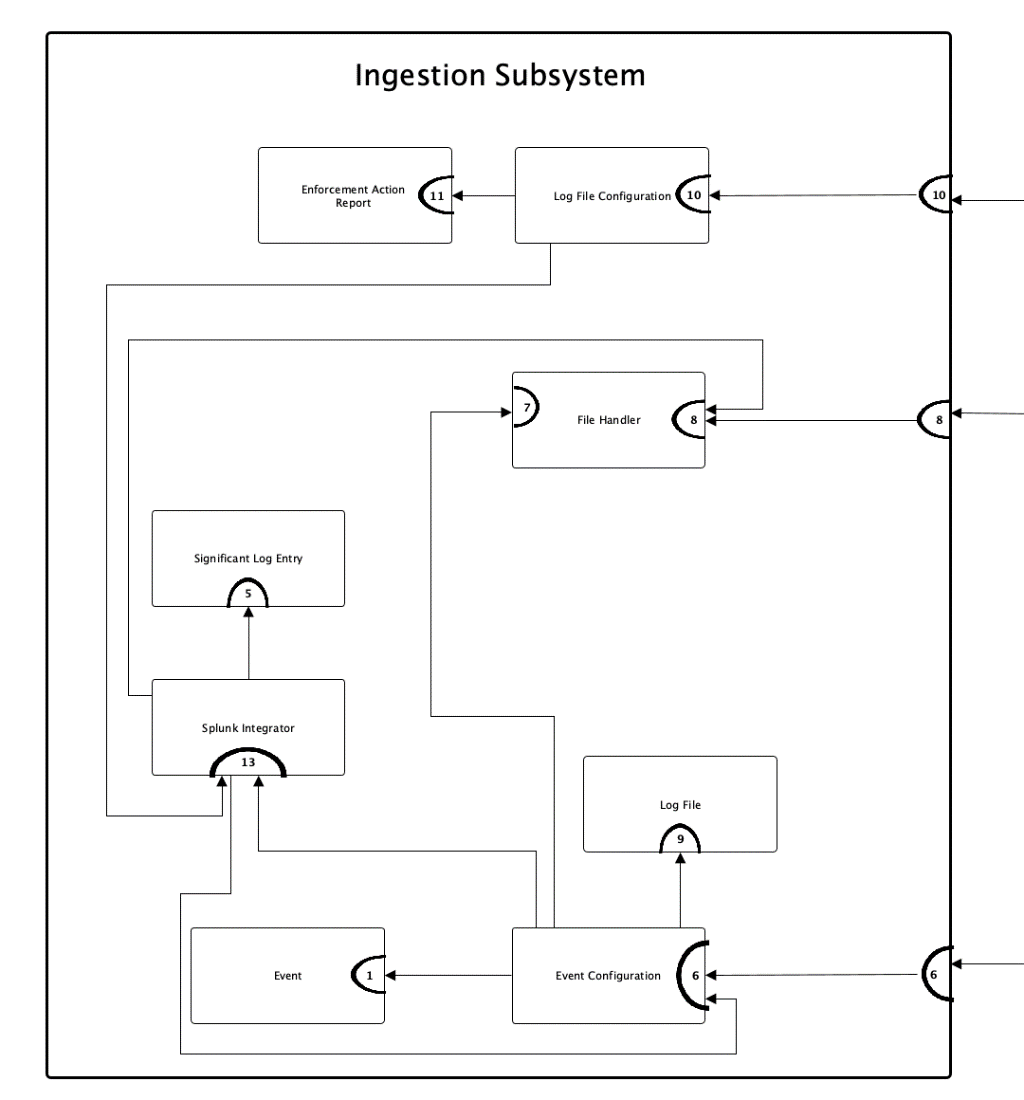 Ingestion Subsystem
Enforcement Action
Report
11
Log File Configuration
10
10
7
File Handler
8
8
Significant Log Entry
5
Splunk Integrator
13
Log File
9
Event
1
Event Configuration
6
6